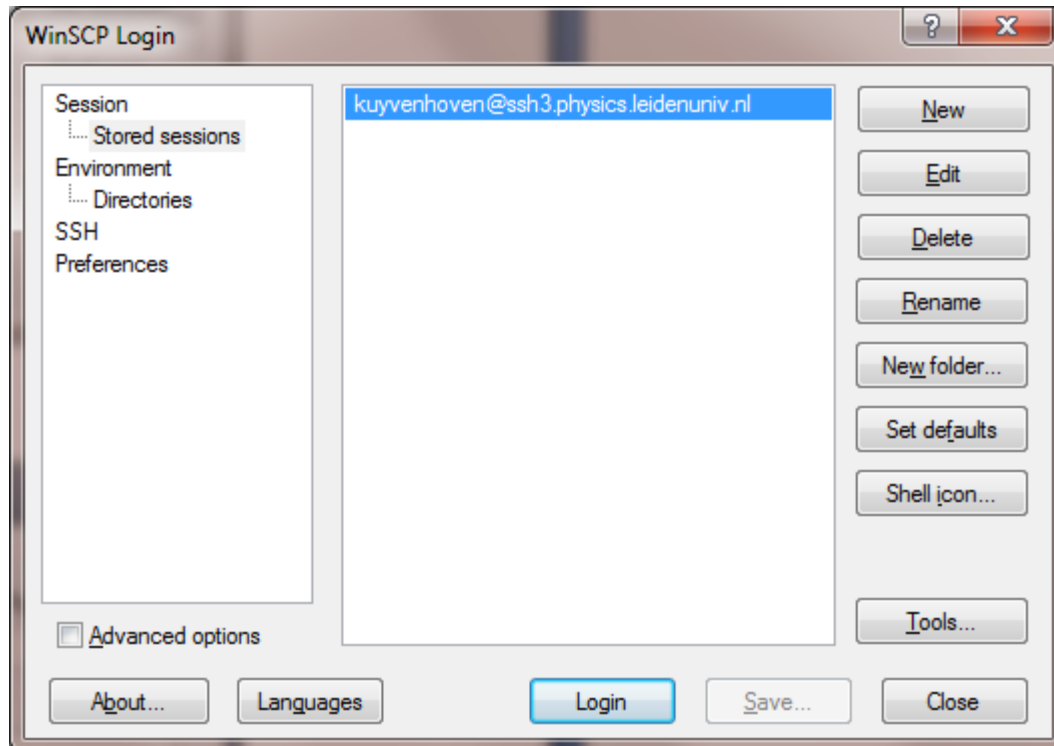 WinSCP Login
Session
Stored sessions
Environment
Directories
SSH
Preferences
Advanced options
kuyvenhoven@ssh3.physics.leidenuniv.nl
New
Edit
Delete
Rename
New folder...
Set defaults
Shell icon...
Tools...
About...
Languages
Login
Save...
Close